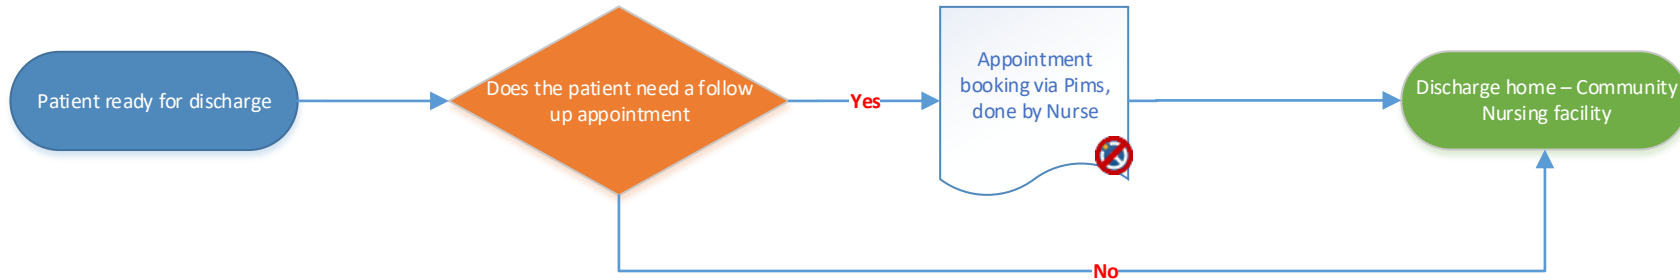 Patient ready for discharge
Does the patient need a follow
up appointment
Yes
Appointment
booking via Pims,
done by Nurse
Discharge home – Community
Nursing facility
No